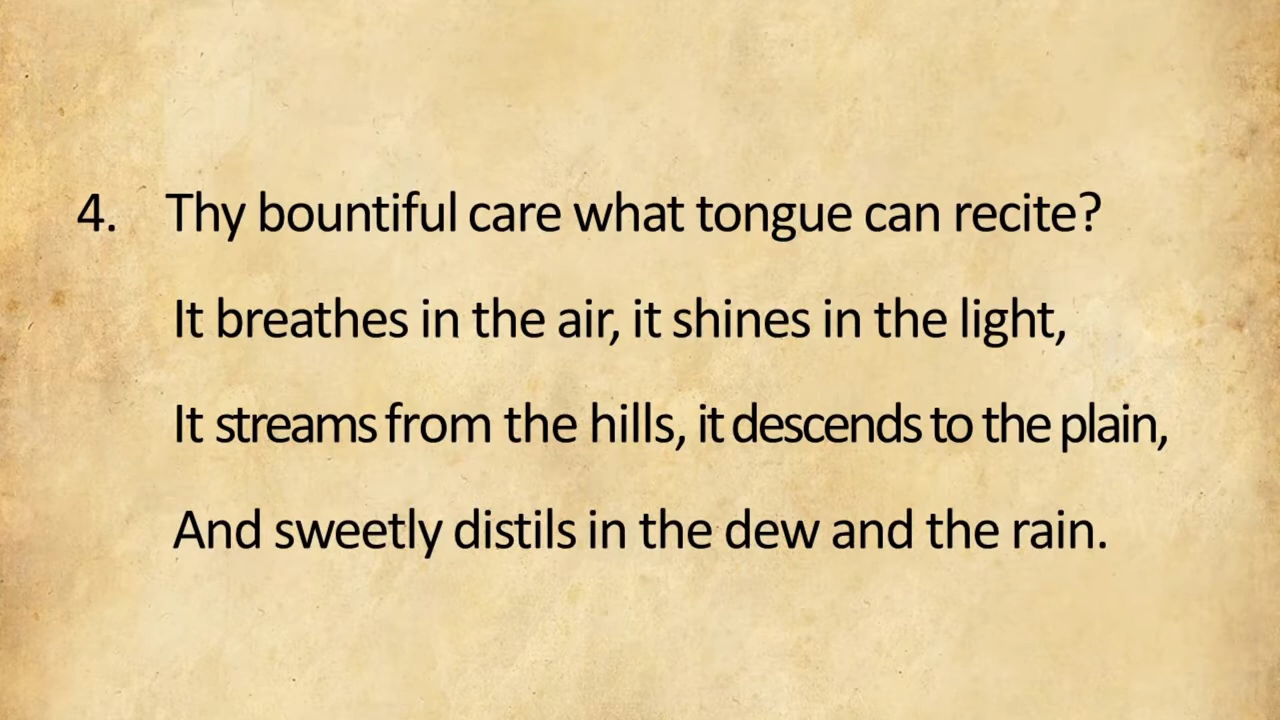 4. Thy bountiful care what tongue can recite?
It breathes in the air, it shines in the light,
It streams from the hills, it descends to the plain,
And sweetly distils in the dew and the rain.